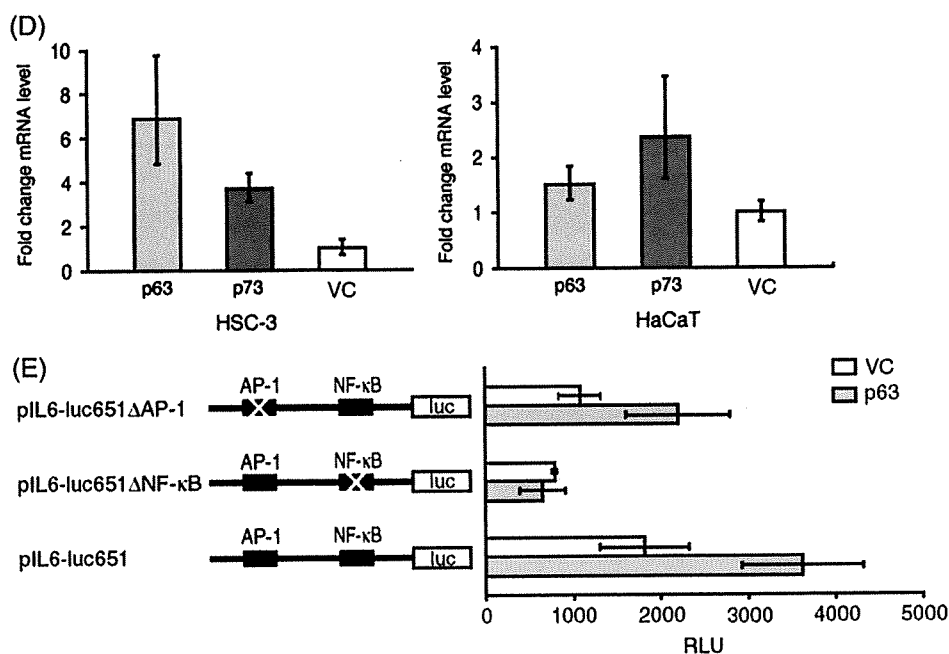 (D)
Fold change mRNA level
10
8
6
4
2
0
p63
p73
VC
HSC-3
Fold change mRNA level
4
3
2
1
0
p63
p73
VC
HaCaT
(E)
VC
p63
pIL6-luc651ΔAP-1
AP-1
NF-κB
luc
pIL6-luc651ΔNF-κB
AP-1
NF-κB
luc
pIL6-luc651
AP-1
NF-κB
luc
0
1000
2000
3000
4000
5000
RLU